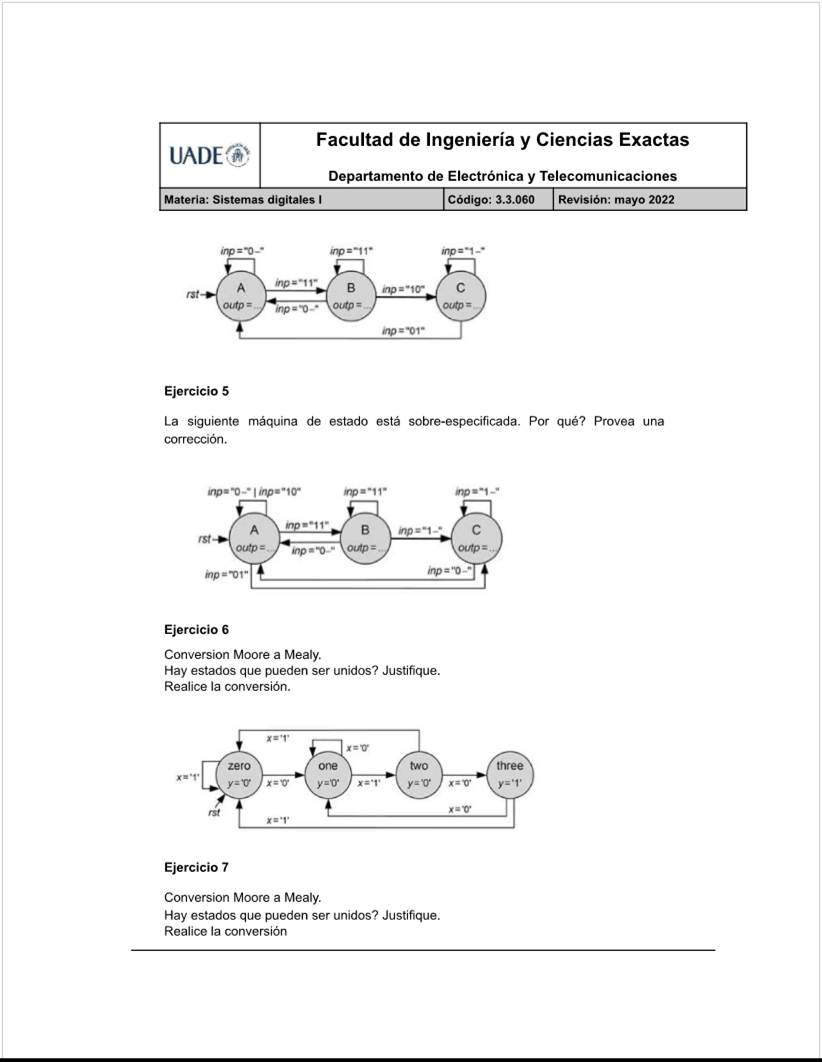 UADE
Facultad de Ingeniería y Ciencias Exactas
Departamento de Electrónica y Telecomunicaciones
Materia: Sistemas digitales I
Código: 3.3.060
Revisión: mayo 2022
inp="0–"
inp="11"
inp="1–"
rst
A
outp=...
inp="11"
inp="0–"
B
outp=...
inp="10"
C
outp=...
inp="01"
Ejercicio 5
La siguiente máquina de estado está sobre-especificada. Por qué? Provea una
corrección.
inp="0–" | inp="10"
inp="11"
inp="1–"
rst
A
outp=...
inp="11"
inp="0–"
B
outp=...
inp="1–"
C
outp=...
inp="01"
inp="0–"
Ejercicio 6
Conversion Moore a Mealy.
Hay estados que pueden ser unidos? Justifique.
Realice la conversión.
x='1'
x='0'
x='1'
zero
y='0'
x='0'
one
y='0'
x='1'
two
y='0'
x='0'
three
y='1'
rst
x='0'
x='1'
Ejercicio 7
Conversion Moore a Mealy.
Hay estados que pueden ser unidos? Justifique.
Realice la conversión